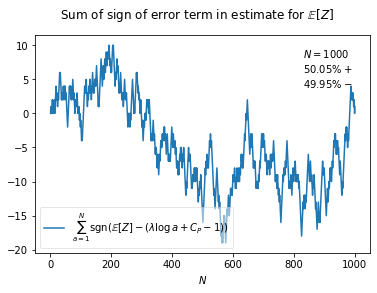 Sum of sign of error term in estimate for 𝔼[Z]
10
5
0
−5
−10
−15
−20
N = 1000
50.05% +
49.95% −
∑_{a=1}^{N} sgn(𝔼[Z] − (λlog a + C_P − 1))
0 200 400 600 800 1000
N